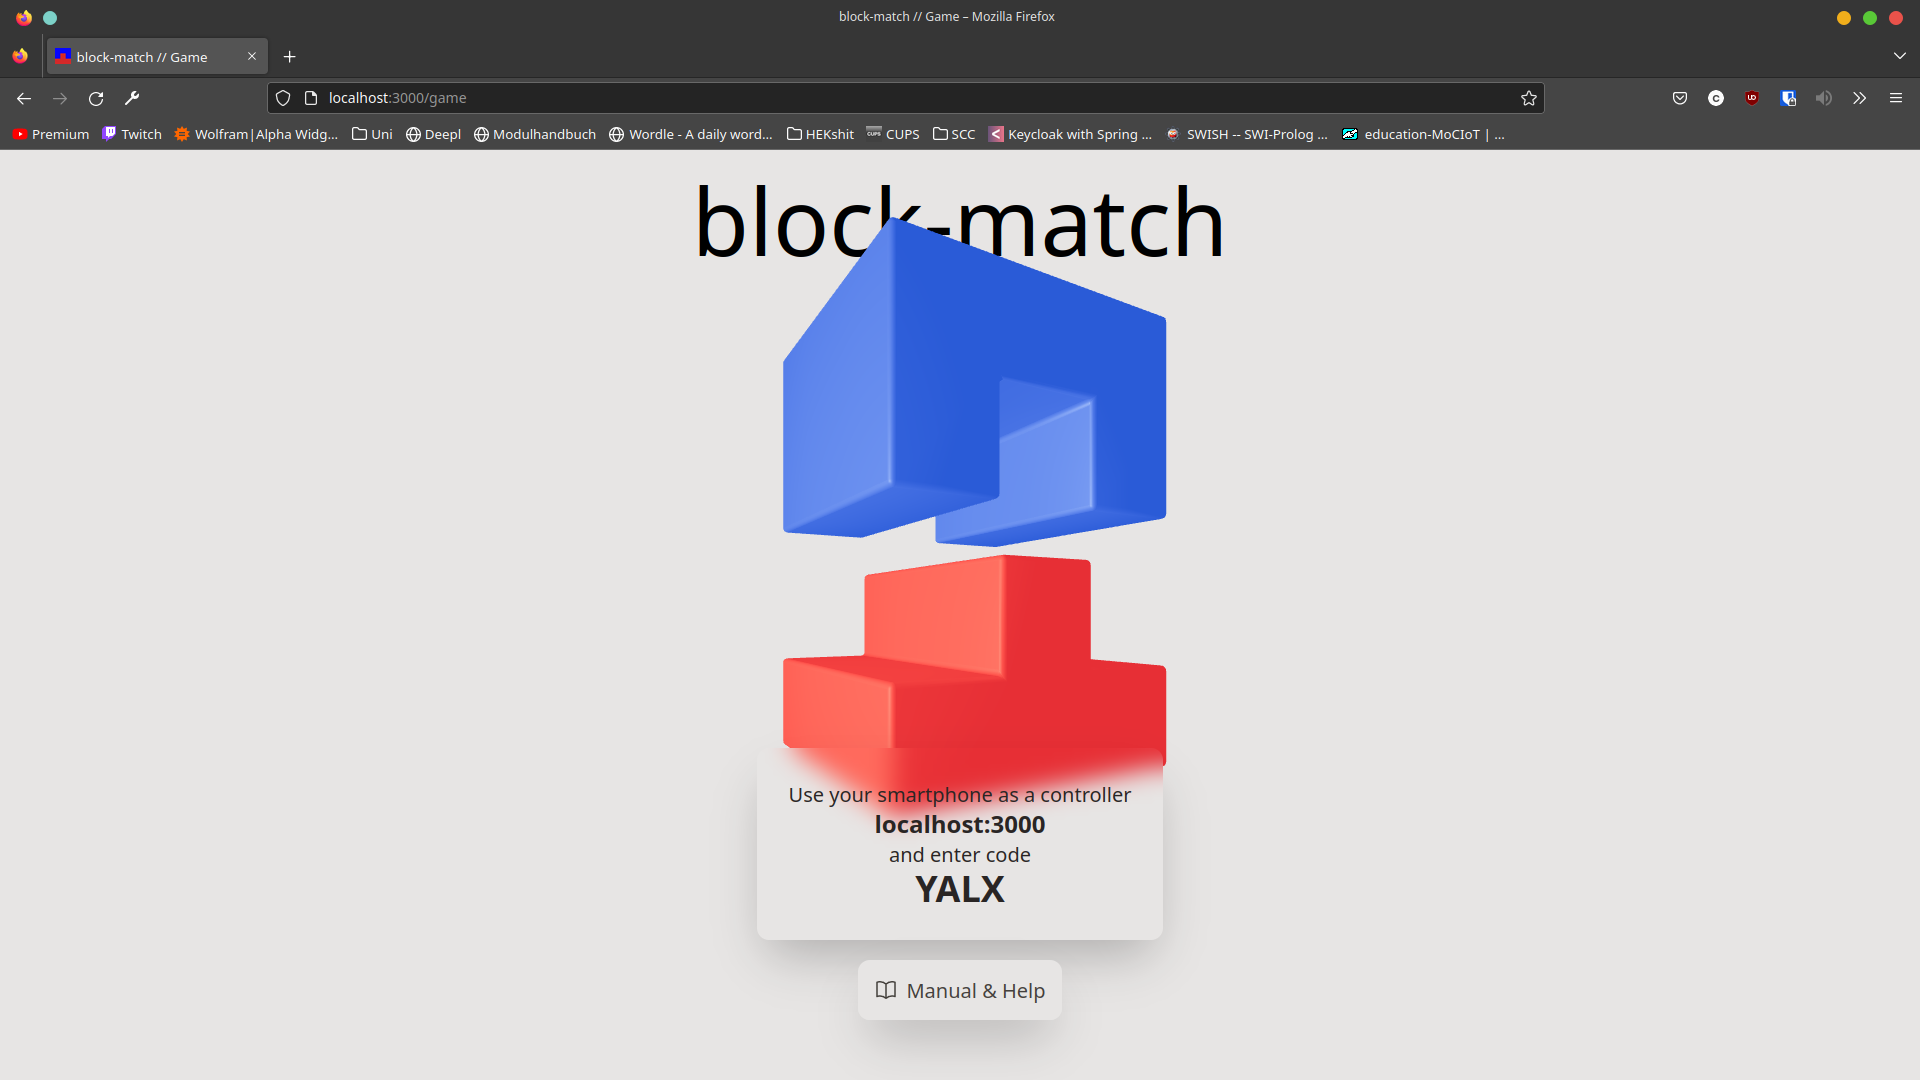 block-match // Game – Mozilla Firefox
block-match // Game
localhost:3000/game
Premium Twitch Wolfram|Alpha Widg... Uni Deepl Modulhandbuch Wordle - A daily word... HEKshit CUPS SCC Keycloak with Spring ... SWISH -- SWI-Prolog ... education-MoCIoT | ...
block-match
Use your smartphone as a controller
localhost:3000
and enter code
YALX
Manual & Help